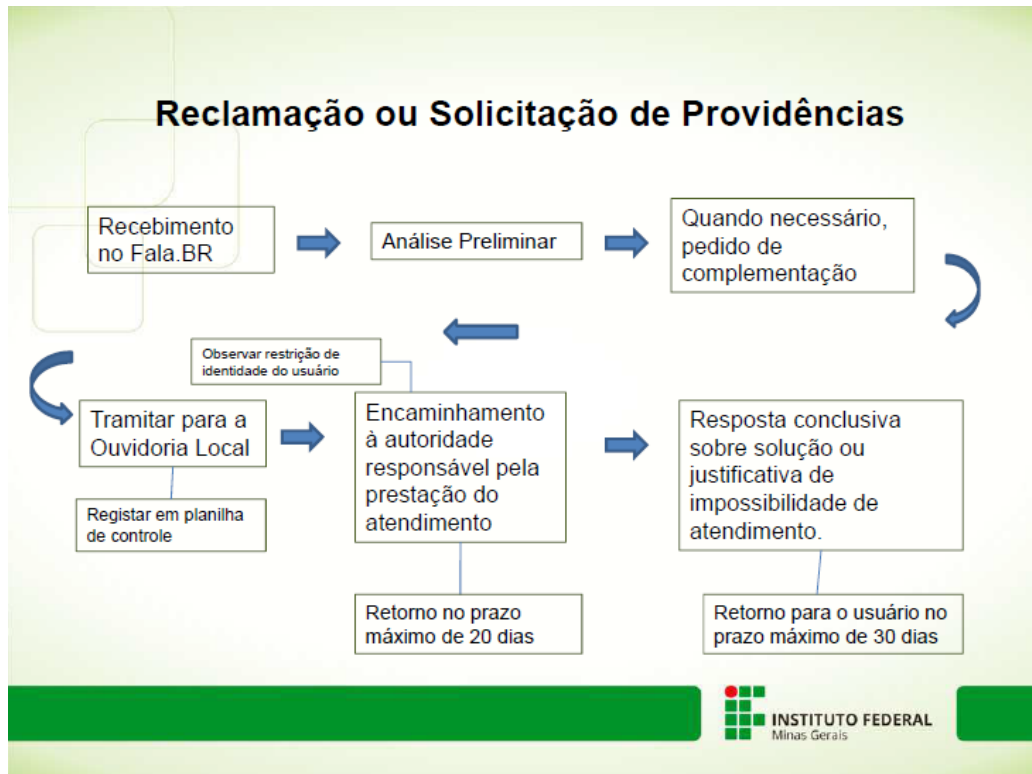 Reclamação ou Solicitação de Providências
Recebimento
no Fala.BR
Análise Preliminar
Quando necessário,
pedido de
complementação
Observar restrição de
identidade do usuário
Tramitar para a
Ouvidoria Local
Registar em planilha
de controle
Encaminhamento
à autoridade
responsável pela
prestação do
atendimento
Retorno no prazo
máximo de 20 dias
Resposta conclusiva
sobre solução ou
justificativa de
impossibilidade de
atendimento.
Retorno para o usuário no
prazo máximo de 30 dias
INSTITUTO FEDERAL
Minas Gerais